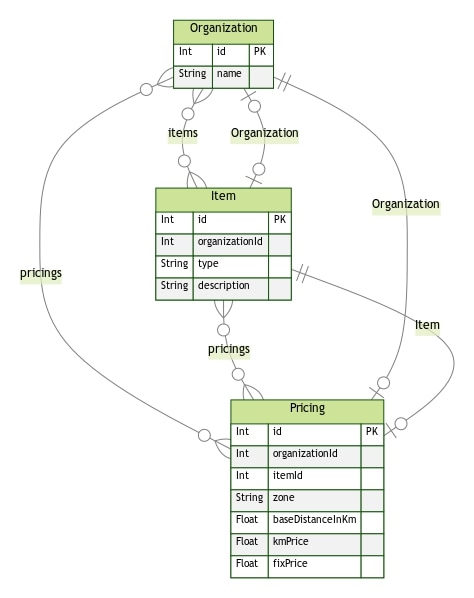 Organization
Int id PK
String name
items
Organization
Item
Int id PK
Int organizationId
String type
String description
Organization
pricings
Item
pricings
Pricing
Int id PK
Int organizationId
Int itemId
String zone
Float baseDistanceInKm
Float kmPrice
Float fixPrice